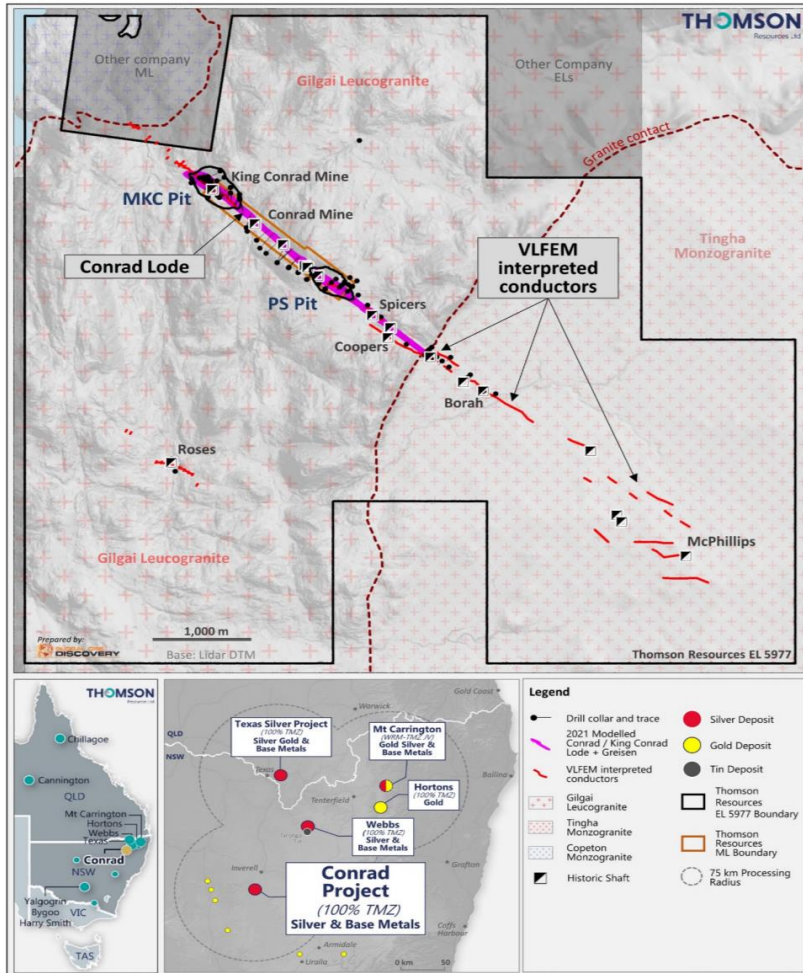 THOMSON
Resources Ltd
Other company
ML
Gilgai Leucogranite
Other Company
ELs
Granite contact
King Conrad Mine
MKC Pit
Conrad Mine
Tingha
Monzogranite
Conrad Lode
VLFEM
interpreted
conductors
PS Pit
Spicers
Coopers
Borah
Roses
McPhillips
Gilgai Leucogranite
Prepared by:
DISCOVERY
1,000 m
Base: Lidar DTM
Thomson Resources EL 5977
THOMSON
Resources Ltd
Chillagoe
Cannington
QLD
Mt Carrington
Hortons
Webbs
Texas
Conrad
NSW
Yalgogrin
Bygoo
Harry Smith
VIC
TAS
Gold Coast
Warwick
QLD
NSW
Texas Silver Project
(100% TMZ)
Silver Gold &
Base Metals
Mt Carrington
(WRM-TMZ JV)
Gold Silver &
Base Metals
Texas
Ballina
Tenterfield
Hortons
(100% TMZ)
Gold
Webbs
(100% TMZ)
Silver &
Base Metals
Inverell
Grafton
Conrad
Project
(100% TMZ)
Silver & Base Metals
Coffs
Harbour
Armidale
Uralla
0 km
50
Legend
Drill collar and trace
2021 Modelled
Conrad / King Conrad
Lode + Greisen
VLFEM interpreted
conductors
Gilgai
Leucogranite
Tingha
Monzogranite
Copeton
Monzogranite
Historic Shaft
Silver Deposit
Gold Deposit
Tin Deposit
Thomson
Resources
EL 5977 Boundary
Thomson
Resources
ML Boundary
75 km Processing
Radius